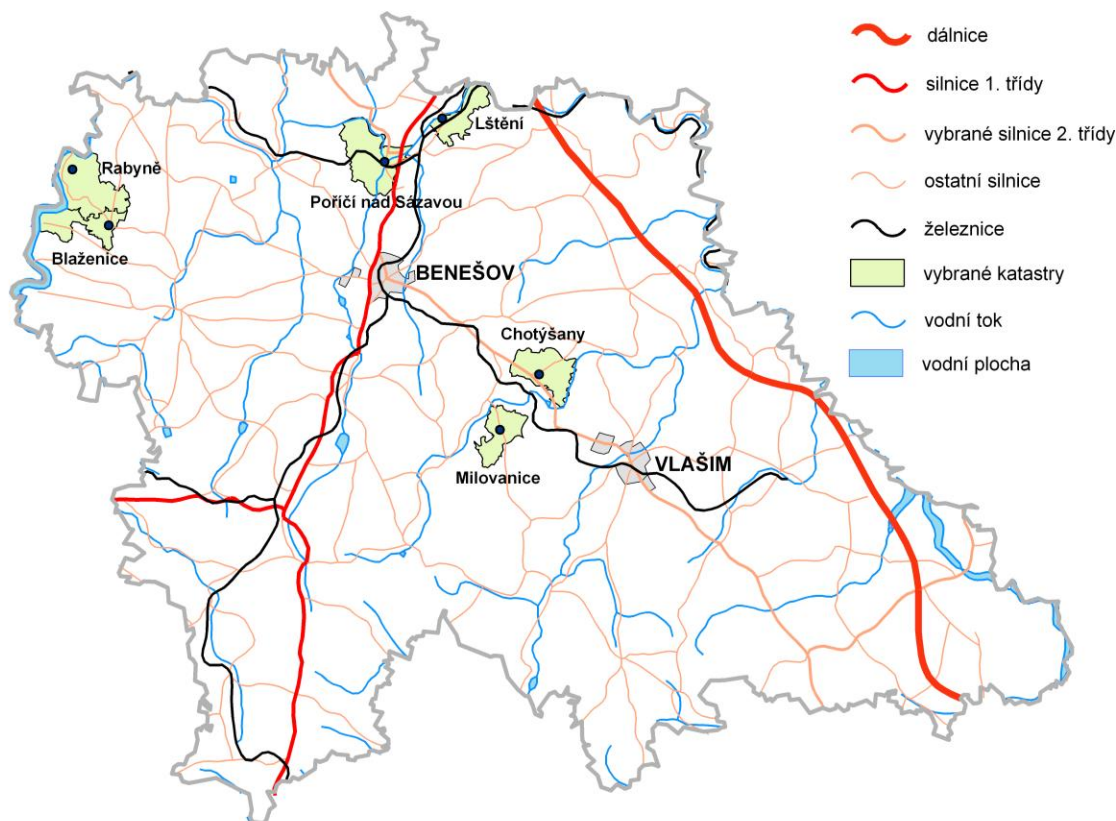 dálnice
silnice 1. třídy
vybrané silnice 2. třídy
ostatní silnice
železnice
vybrané katastry
vodní tok
vodní plocha
Lštění
Rabyně
Poříčí nad Sázavou
Blaženice
BENEŠOV
Chotýšany
VLAŠIM
Milovanice